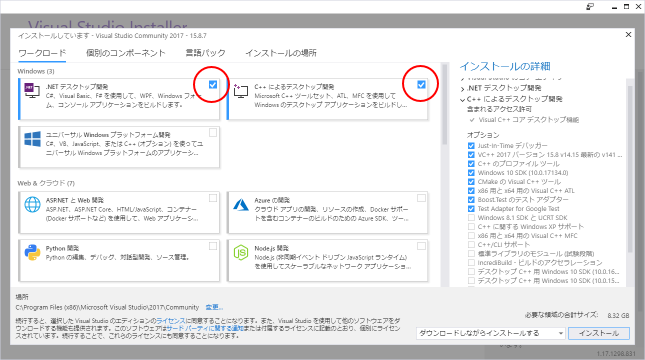 Visual Studio Installer
インストールしています - Visual Studio Community 2017 - 15.8.7
ワークロード 個別のコンポーネント 言語パック インストールの場所
Windows (3)
.NET デスクトップ開発
C#、Visual Basic、F# を使用して、WPF、Windows フォーム、コンソール アプリケーションをビルドします。
C++ によるデスクトップ開発
Microsoft C++ ツールセット、ATL、MFC を使用して Windows のデスクトップ アプリケーションをビルドし...
ユニバーサル Windows プラットフォーム開発
C#、VB、JavaScript、または C++ (オプション) を使ってユニバーサル Windows プラットフォームのアプリケーション...
Web & クラウド (7)
ASP.NET と Web 開発
ASP.NET、ASP.NET Core、HTML/JavaScript、コンテナー (Docker サポートなど) を使用して、Web アプリケーシ...
Azure の開発
クラウド アプリの開発、リソースの作成、Docker サポートを含むコンテナーのビルドのための Azure SDK、ツー...
Python 開発
Python の編集、デバッグ、対話型開発、ソース管理。
Node.js 開発
Node.js (非同期イベント ドリブン JavaScript ランタイム) を使用してスケーラブルなネットワーク アプリケーショ...
インストールの詳細
.NET デスクトップ開発
C++ によるデスクトップ開発
含まれるアクセス許可
Visual C++ コア デスクトップ機能
オプション
Just-In-Time デバッガー
VC++ 2017 バージョン 15.8 v14.15 最新の v141 ...
C++ のプロファイル ツール
Windows 10 SDK (10.0.17134.0)
CMake の Visual C++ ツール
x86 用と x64 用の Visual C++ ATL
Boost.Test のテスト アダプター
Test Adapter for Google Test
Windows 8.1 SDK と UCRT SDK
C++ に関する Windows XP サポート
x86 用と x64 用の Visual C++ MFC
C++/CLI サポート
標準ライブラリのモジュール (試験段階)
IncrediBuild - ビルドのアクセラレーション
デスクトップ C++ 用 Windows 10 SDK (10.0.16...
デスクトップ C++ 用 Windows 10 SDK (10.0.15...
場所
C:\Program Files (x86)\Microsoft Visual Studio\2017\Community 変更...
続行すると、選択した Visual Studio のエディションのライセンスに同意することになります。また、Visual Studio を使用して他のソフトウェアをダウンロードする機能も提供されます。このソフトウェアはサード パーティに関する通知または付属するライセンスに記載のとおり、個別にライセンスされています。続行することで、これらのライセンスにも同意することになります。
必要な領域の合計サイズ: 8.32 GB
ダウンロードしながらインストールする インストール
1.17.1298.831